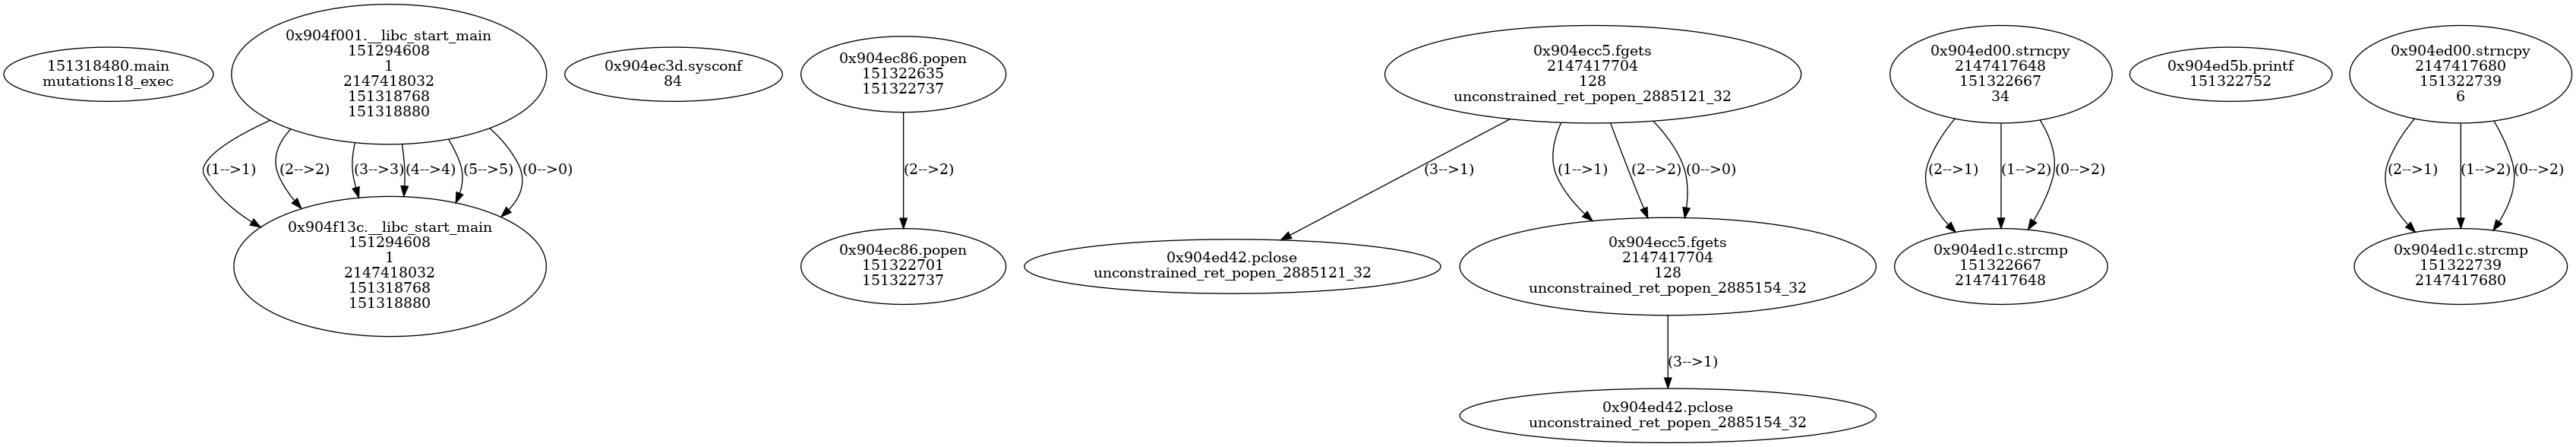 151318480.main
mutations18_exec
0x904f001.__libc_start_main
151294608
1
2147418032
151318768
151318880
0x904ec3d.sysconf
84
0x904ec86.popen
151322635
151322737
0x904ecc5.fgets
2147417704
128
unconstrained_ret_popen_2885121_32
0x904ed00.strncpy
2147417648
151322667
34
0x904ed5b.printf
151322752
0x904ed00.strncpy
2147417680
151322739
6
(1-->1)
(2-->2)
(3-->3)
(4-->4)
(5-->5)
(0-->0)
(2-->2)
(3-->1)
(1-->1)
(2-->2)
(0-->0)
(2-->1)
(1-->2)
(0-->2)
(2-->1)
(1-->2)
(0-->2)
0x904f13c.__libc_start_main
151294608
1
2147418032
151318768
151318880
0x904ec86.popen
151322701
151322737
0x904ed42.pclose
unconstrained_ret_popen_2885121_32
0x904ecc5.fgets
2147417704
128
unconstrained_ret_popen_2885154_32
0x904ed1c.strcmp
151322667
2147417648
0x904ed1c.strcmp
151322739
2147417680
(3-->1)
0x904ed42.pclose
unconstrained_ret_popen_2885154_32